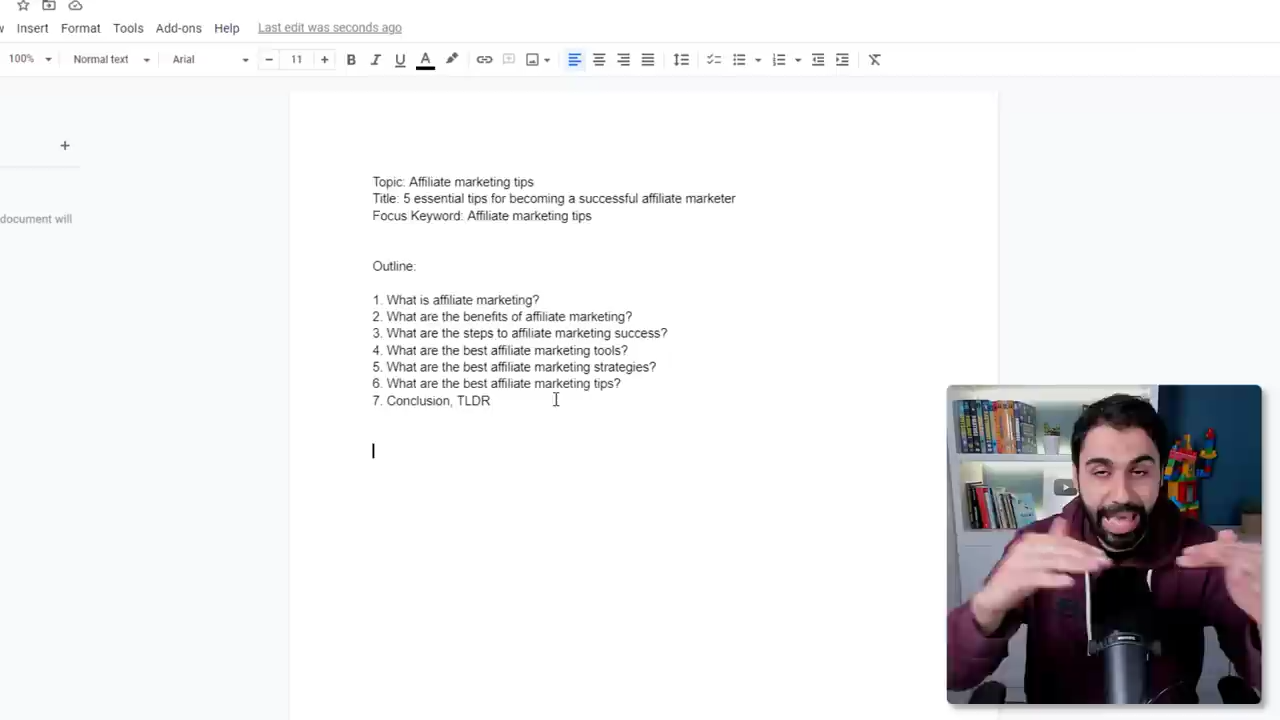 Insert Format Tools Add-ons Help Last edit was seconds ago
100% Normal text Arial 11 B I U A
document will
Topic: Affiliate marketing tips
Title: 5 essential tips for becoming a successful affiliate marketer
Focus Keyword: Affiliate marketing tips
Outline:
1. What is affiliate marketing?
2. What are the benefits of affiliate marketing?
3. What are the steps to affiliate marketing success?
4. What are the best affiliate marketing tools?
5. What are the best affiliate marketing strategies?
6. What are the best affiliate marketing tips?
7. Conclusion, TLDR